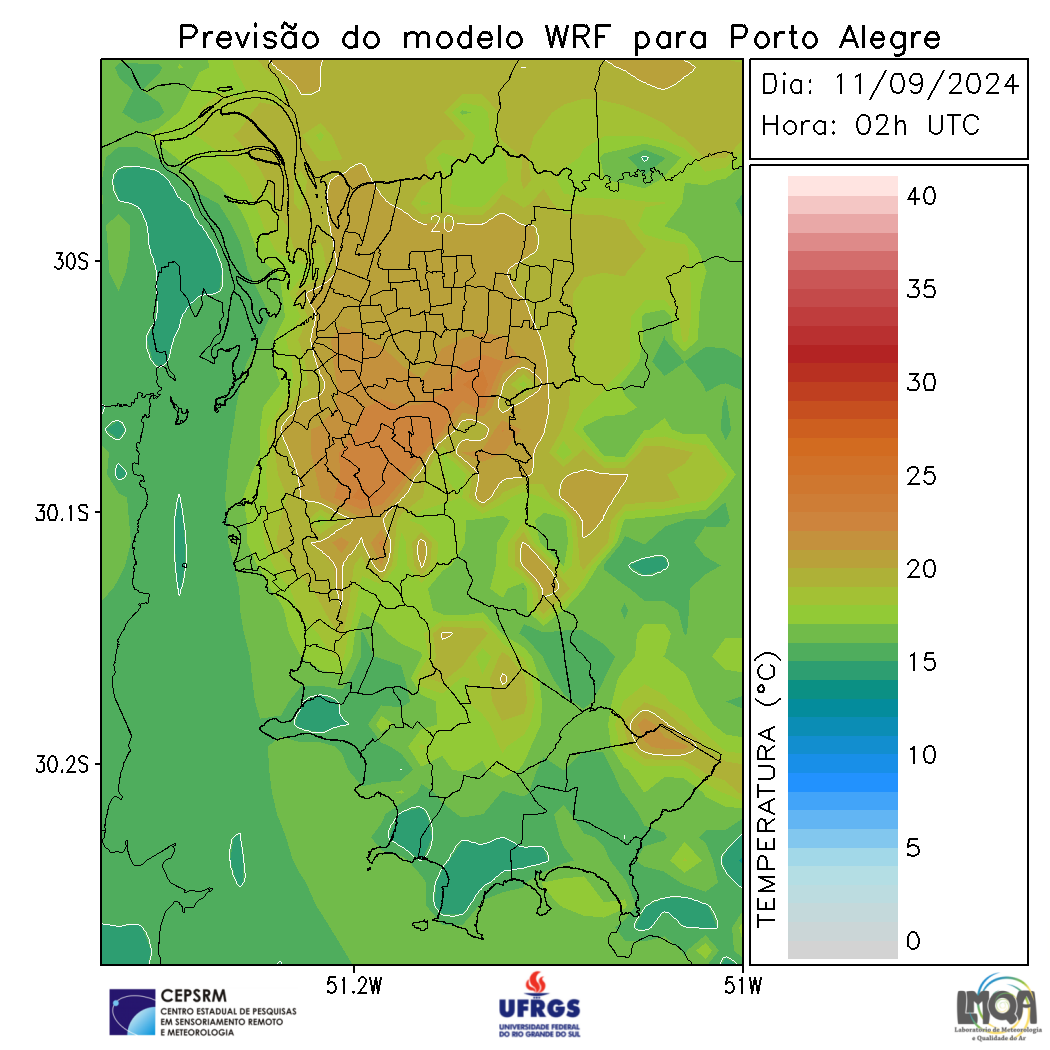 Previsão do modelo WRF para Porto Alegre
Dia: 11/09/2024
Hora: 02h UTC
20
30S
30.1S
30.2S
51.2W
51W
TEMPERATURA (°C)
40
35
30
25
20
15
10
5
0
CEPSRM
CENTRO ESTADUAL DE PESQUISAS
EM SENSORIAMENTO REMOTO
E METEOROLOGIA
UFRGS
UNIVERSIDADE FEDERAL
DO RIO GRANDE DO SUL
LMQA
Laboratório de Meteorologia
e Qualidade do Ar